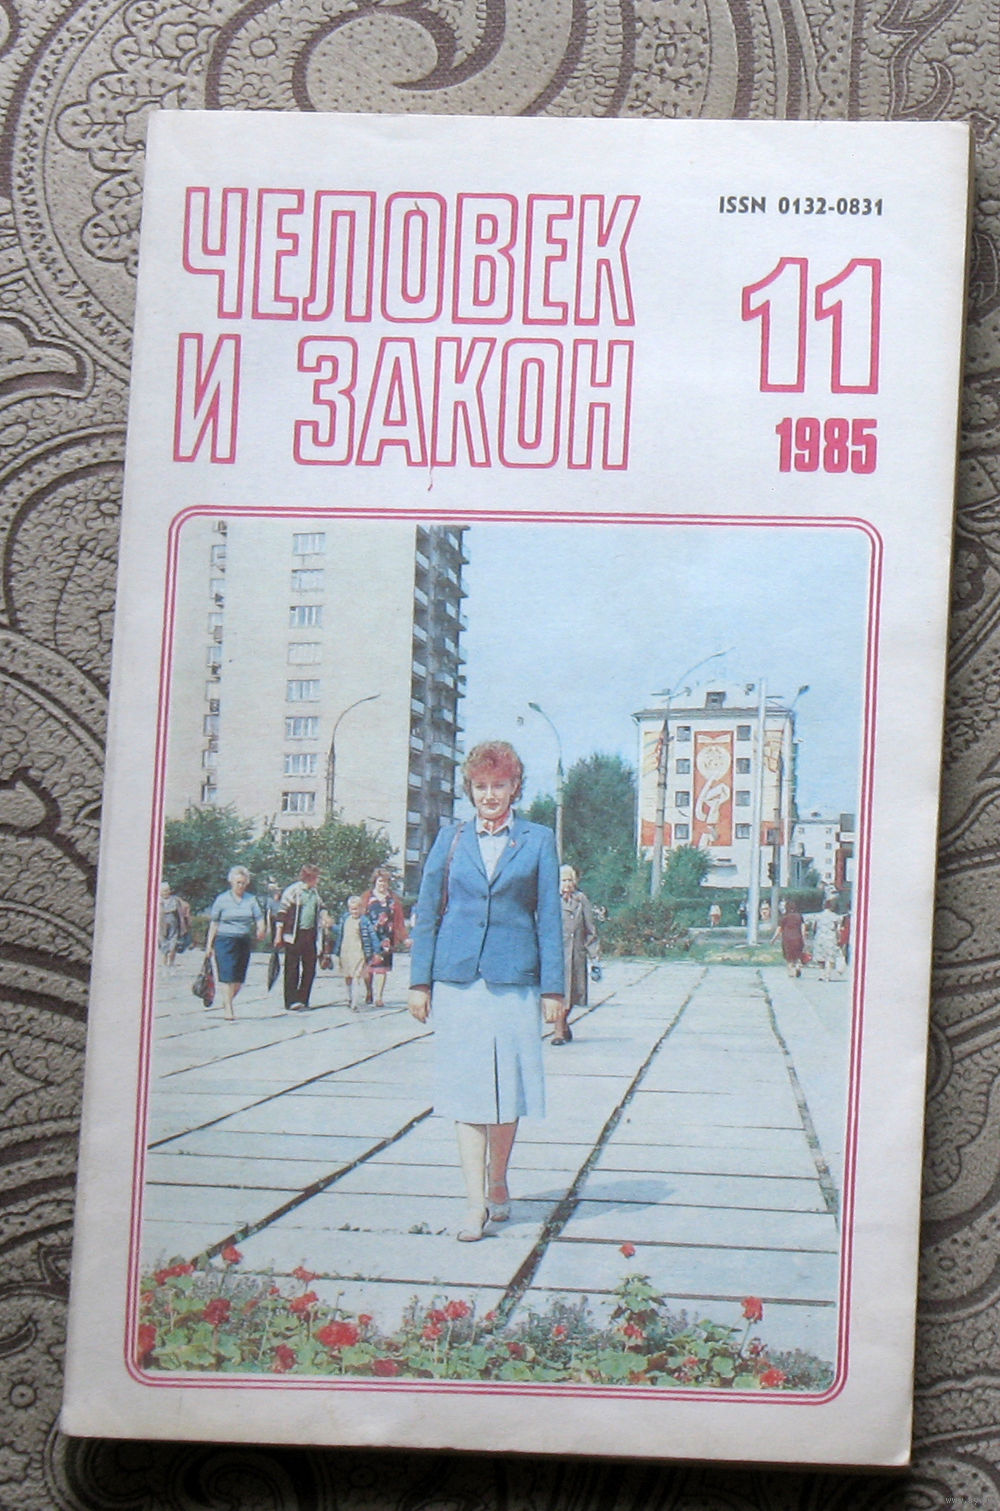 ЧЕЛОВЕК
И ЗАКОН
ISSN 0132-0831
11
1985